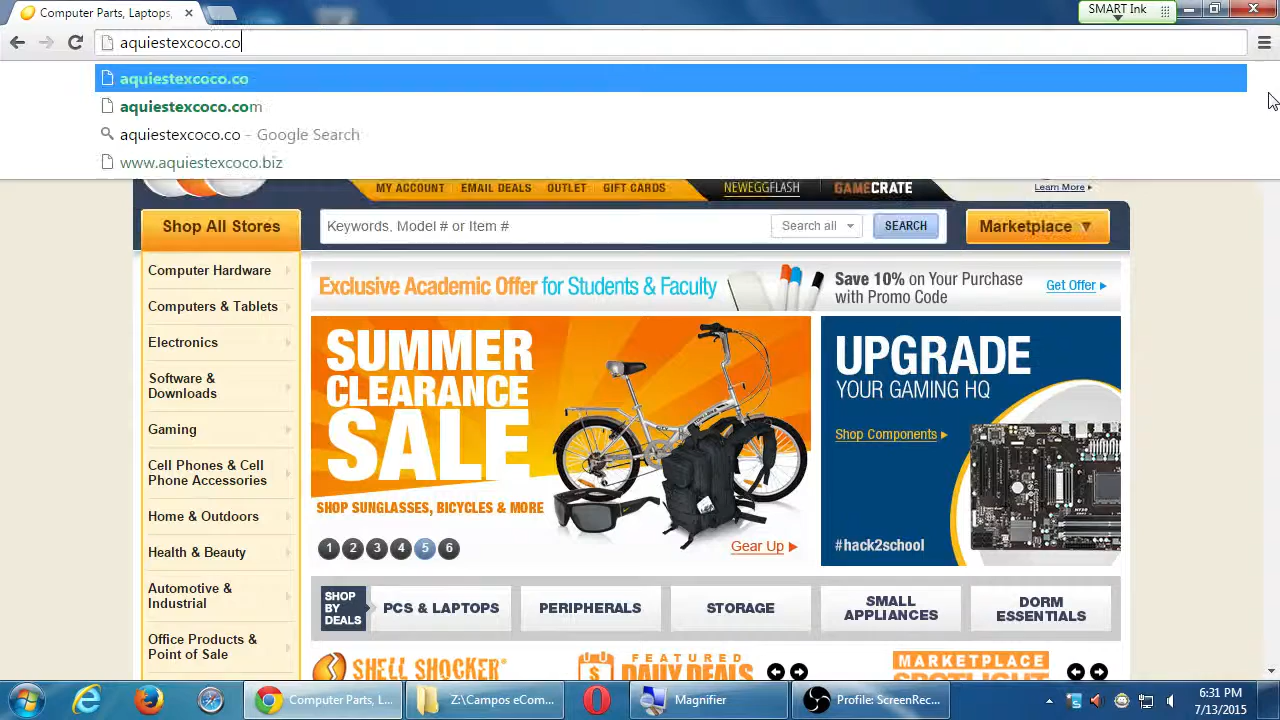 Computer Parts, Laptops,
SMART Ink
aquiestexcoco.co
aquiestexcoco.co
aquiestexcoco.com
aquiestexcoco.co – Google Search
www.aquiestexcoco.biz
MY ACCOUNT EMAIL DEALS OUTLET GIFT CARDS NEWEGGFLASH GAMECRATE Learn More
Shop All Stores
Keywords, Model # or Item #
Search all
SEARCH
Marketplace
Computer Hardware
Computers & Tablets
Electronics
Software &
Downloads
Gaming
Cell Phones & Cell
Phone Accessories
Home & Outdoors
Health & Beauty
Automotive &
Industrial
Office Products &
Point of Sale
Exclusive Academic Offer for Students & Faculty
Save 10% on Your Purchase
with Promo Code
Get Offer
SUMMER
CLEARANCE
SALE
SHOP SUNGLASSES, BICYCLES & MORE
1 2 3 4 5 6
Gear Up
UPGRADE
YOUR GAMING HQ
Shop Components
#hack2school
SHOP
BY
DEALS
PCS & LAPTOPS
PERIPHERALS
STORAGE
SMALL
APPLIANCES
DORM
ESSENTIALS
SHELL SHOCKER
FEATURED
DAILY DEALS
MARKETPLACE
SPOTLIGHT
Computer Parts, L...
Z:\Campos eCom...
Magnifier
Profile: ScreenRec...
6:31 PM
7/13/2015